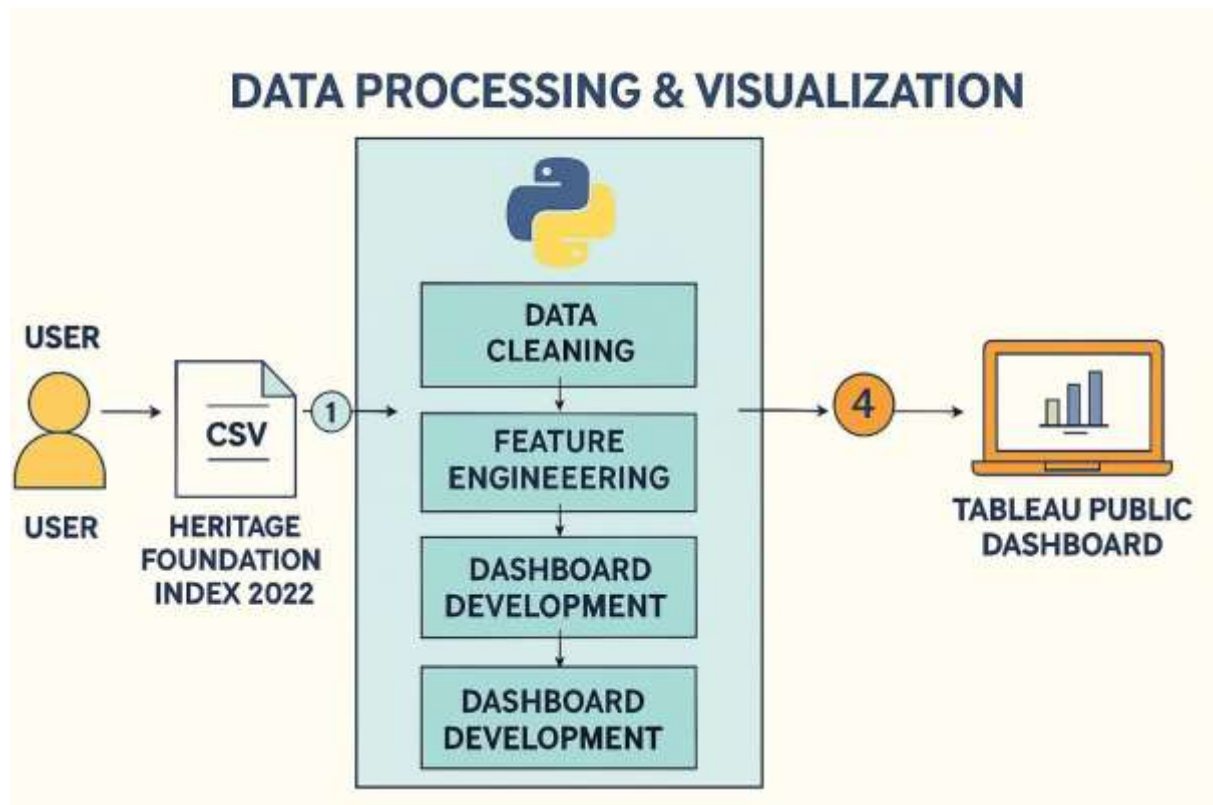 DATA PROCESSING & VISUALIZATION
USER
USER
CSV
HERITAGE
FOUNDATION
INDEX 2022
1
DATA
CLEANING
FEATURE
ENGINEEERING
DASHBOARD
DEVELOPMENT
DASHBOARD
DEVELOPMENT
4
TABLEAU PUBLIC
DASHBOARD